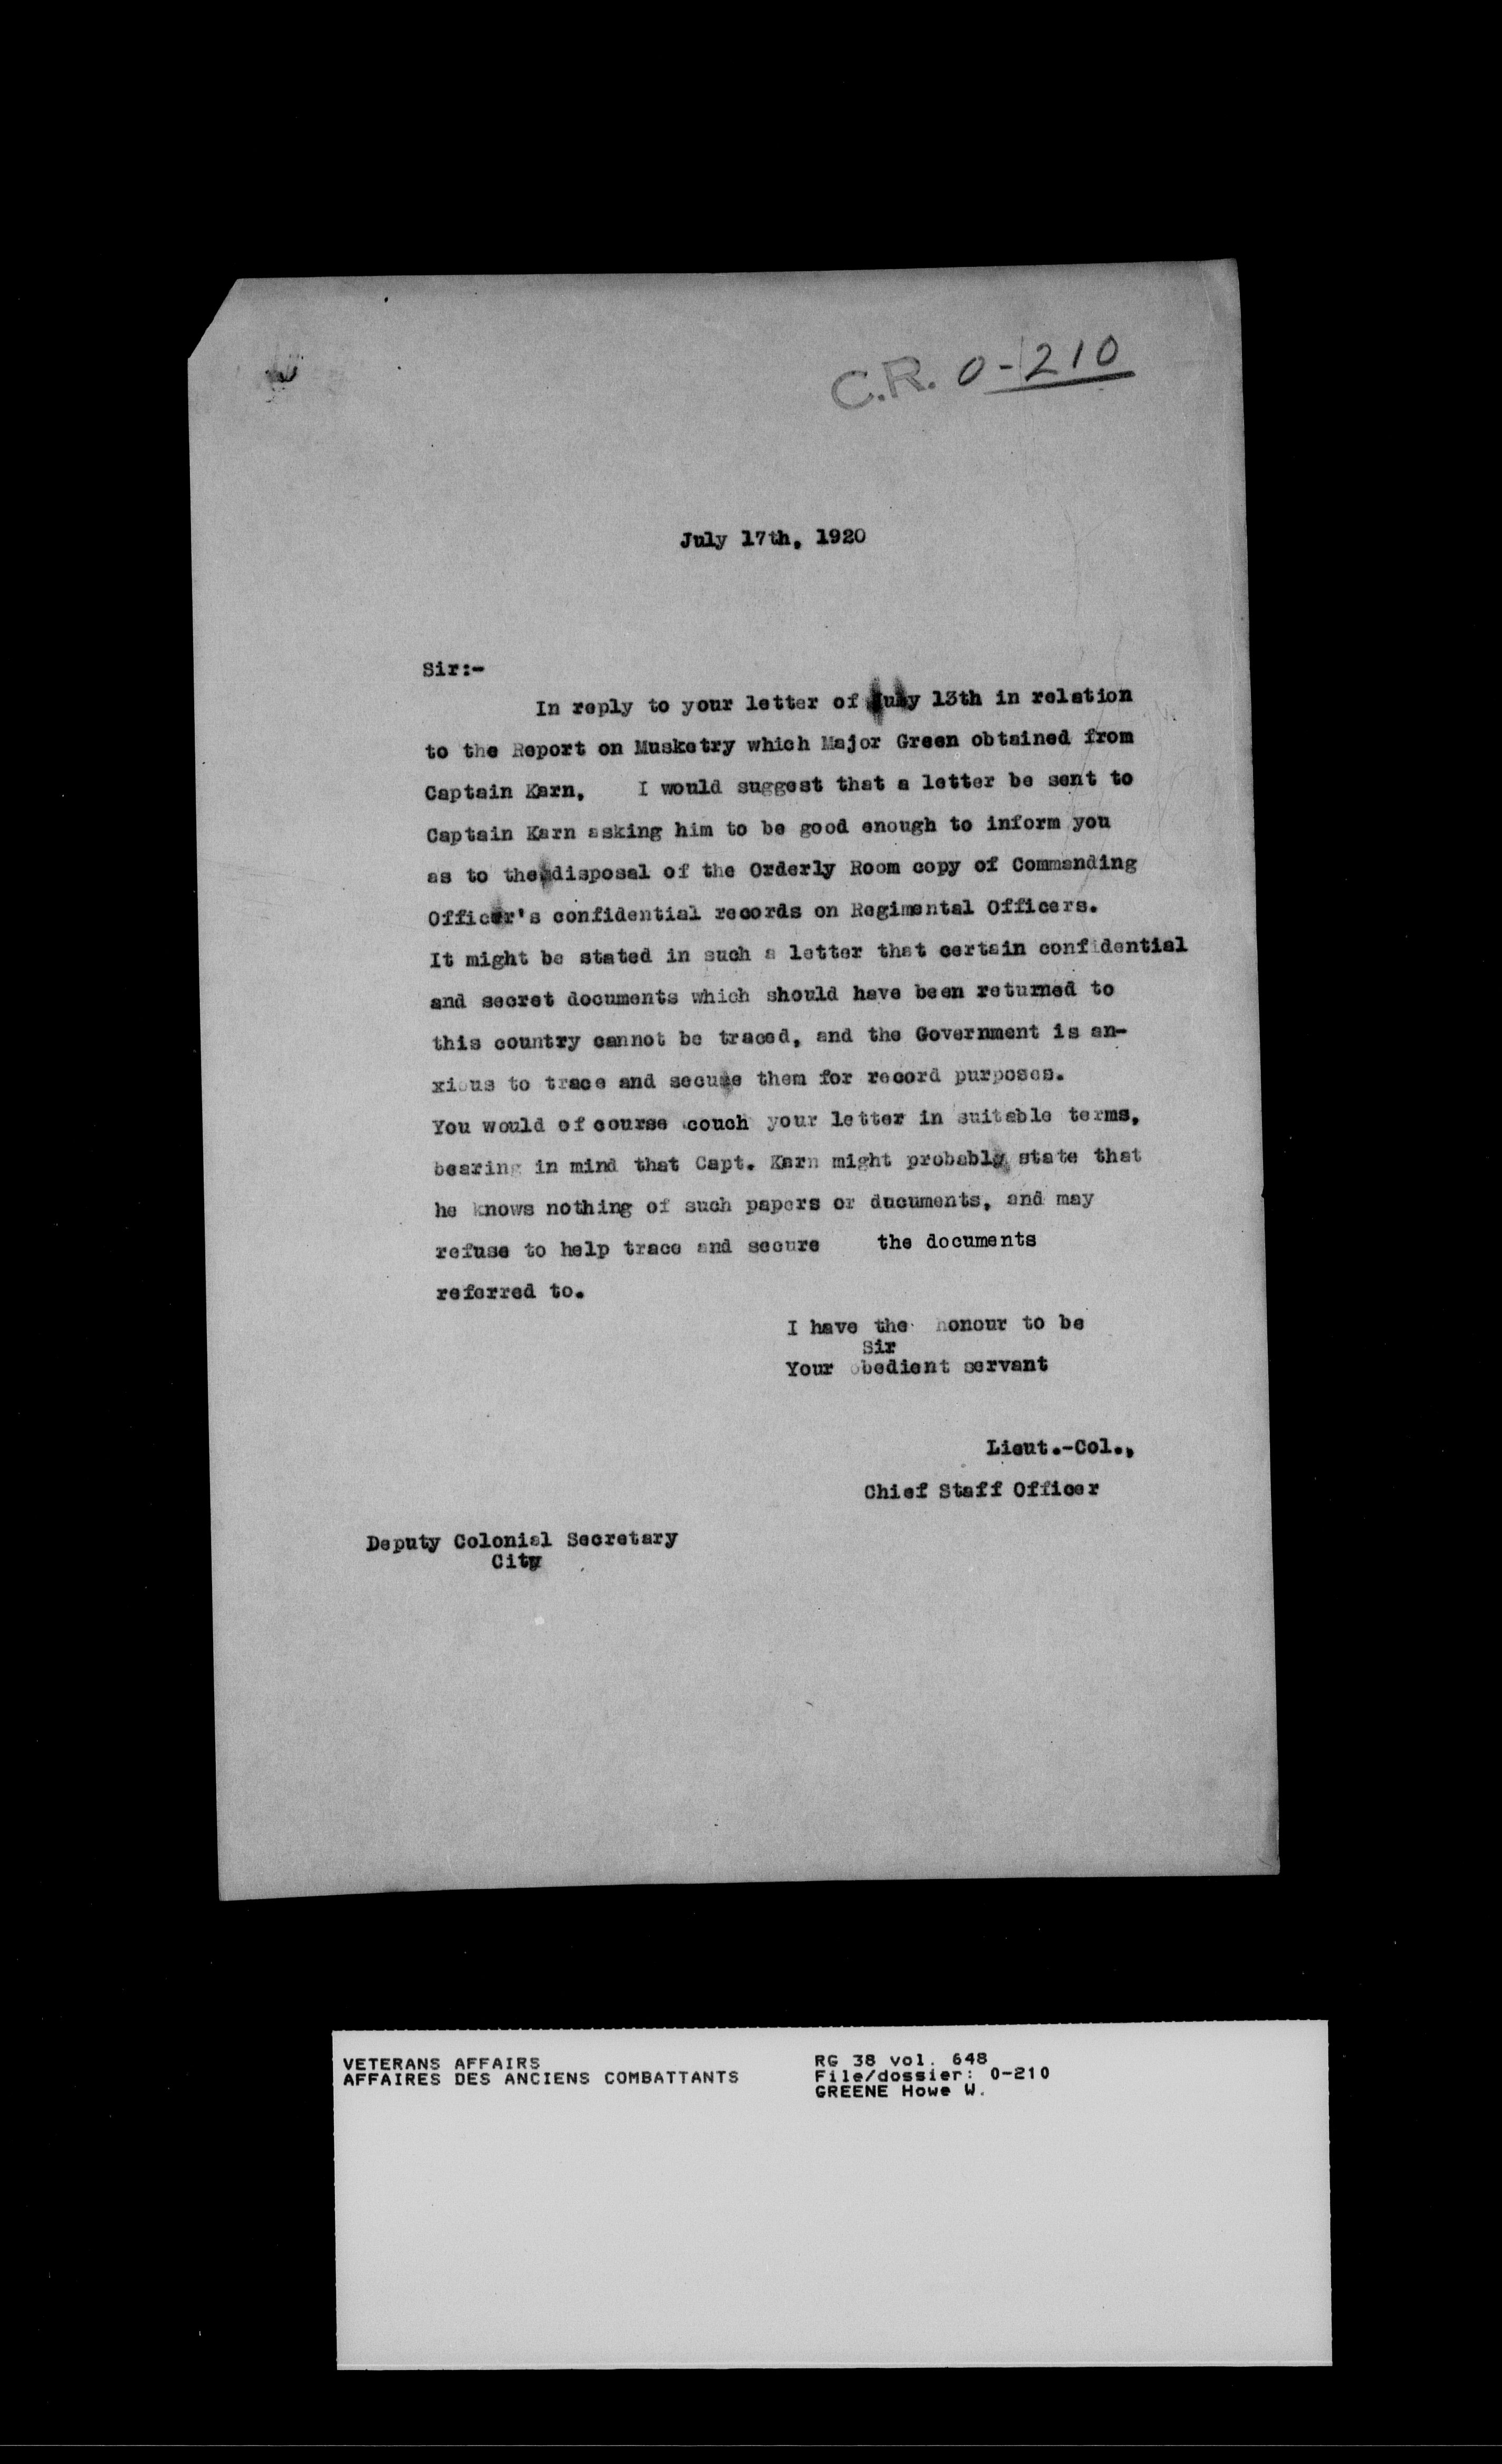 C.R. 0-210
July 17th, 1920
Sir:-
In reply to your letter of July 13th in relation
to the Report on Musketry which Major Green obtained from
Captain Karn,    I would suggest that a letter be sent to
Captain Karn asking him to be good enough to inform you
as to the disposal of the Orderly Room copy of Commanding
Officer's confidential records on Regimental Officers.
It might be stated in such a letter that certain confidential
and secret documents which should have been returned to
this country cannot be traced, and the Government is an-
xious to trace and secure them for record purposes.
You would of course couch your letter in suitable terms,
bearing in mind that Capt. Karn might probably state that
he knows nothing of such papers or ducuments, and may
refuse to help trace and secure    the documents
referred to.
I have the honour to be
Sir
Your obedient servant
Lieut.-Col.,
Chief Staff Officer
Deputy Colonial Secretary
City
VETERANS AFFAIRS
AFFAIRES DES ANCIENS COMBATTANTS
RG 38 vol. 648
File/dossier: 0-210
GREENE Howe W.